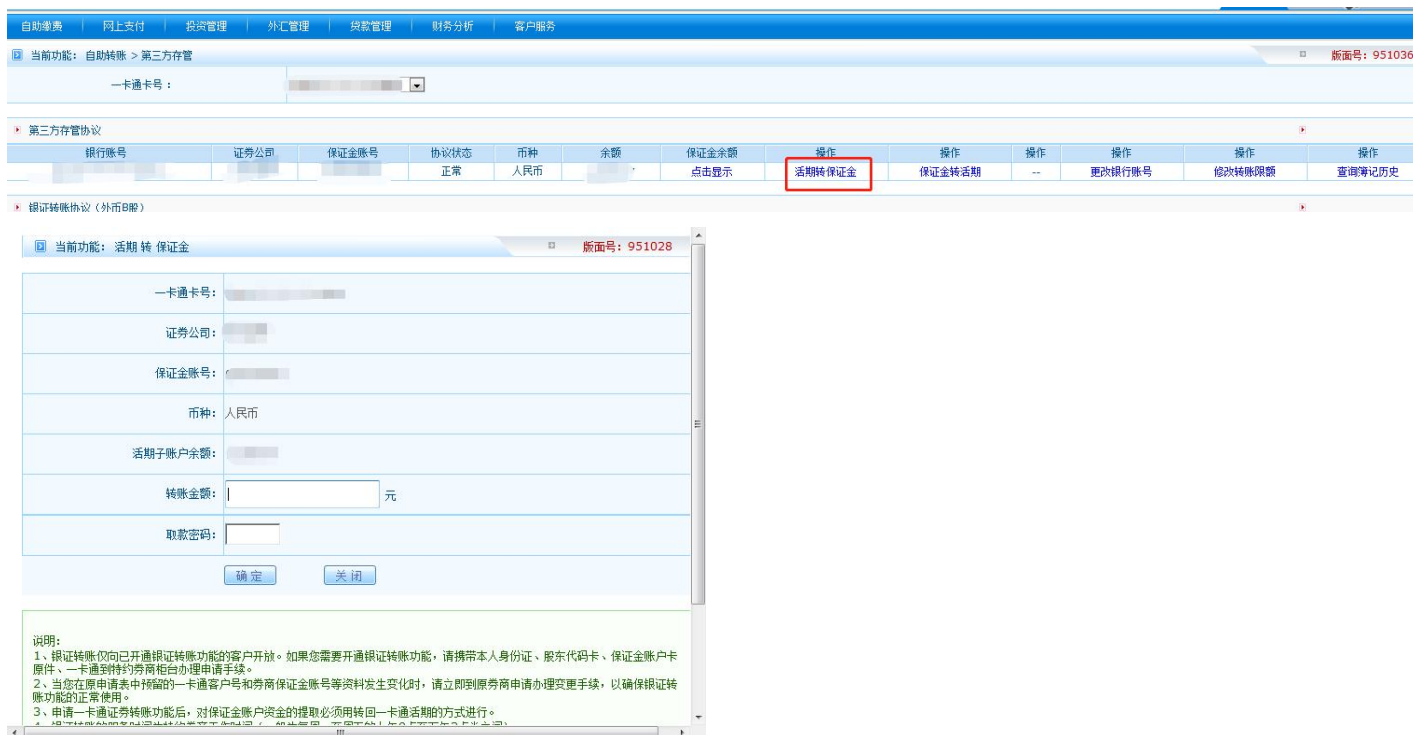 自助缴费 网上支付 投资管理 外汇管理 贷款管理 财务分析 客户服务
当前功能: 自助转账 > 第三方存管 版面号: 951036
一卡通卡号：
第三方存管协议
银行账号 证券公司 保证金账号 协议状态 币种 余额 保证金余额 操作 操作 操作 操作 操作 操作
正常 人民币 点击显示 活期转保证金 保证金转活期 -- 更改银行账号 修改转账限额 查询簿记历史
银证转账协议（外币B股）
当前功能: 活期 转 保证金 版面号: 951028
一卡通卡号:
证券公司:
保证金账号:
币种: 人民币
活期子账户余额:
转账金额: 元
取款密码:
确 定 关 闭
说明:
1、银证转账仅向已开通银证转账功能的客户开放。如果您需要开通银证转账功能，请携带本人身份证、股东代码卡、保证金账户卡
原件、一卡通到特约券商柜台办理申请手续。
2、当您在原申请表中预留的一卡通客户号和券商保证金账号等资料发生变化时，请立即到原券商申请办理变更手续，以确保银证转
账功能的正常使用。
3、申请一卡通证券转账功能后，对保证金账户资金的提取必须用转回一卡通活期的方式进行。